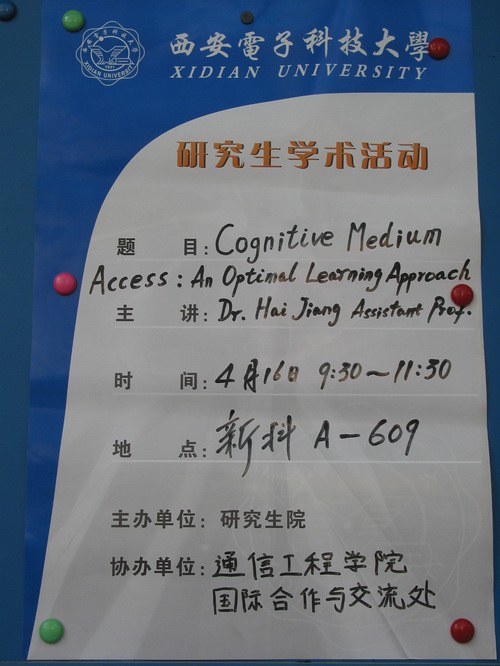 西安電子科技大學
XIDIAN UNIVERSITY
XIDIAN UNIVERSITY
研究生学术活动
题 目: Cognitive Medium
Access: An Optimal Learning Approach
主 讲: Dr. Hai Jiang Assistant Prof.
时 间: 4月16日 9:30~11:30
地 点: 新科 A-609
主办单位: 研究生院
协办单位: 通信工程学院
国际合作与交流处